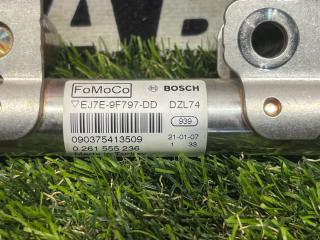 FoMoCo BOSCH
EJ7E-9F797-DD DZL74
939
090375413509 21-01-07
0 261 555 236 1 33